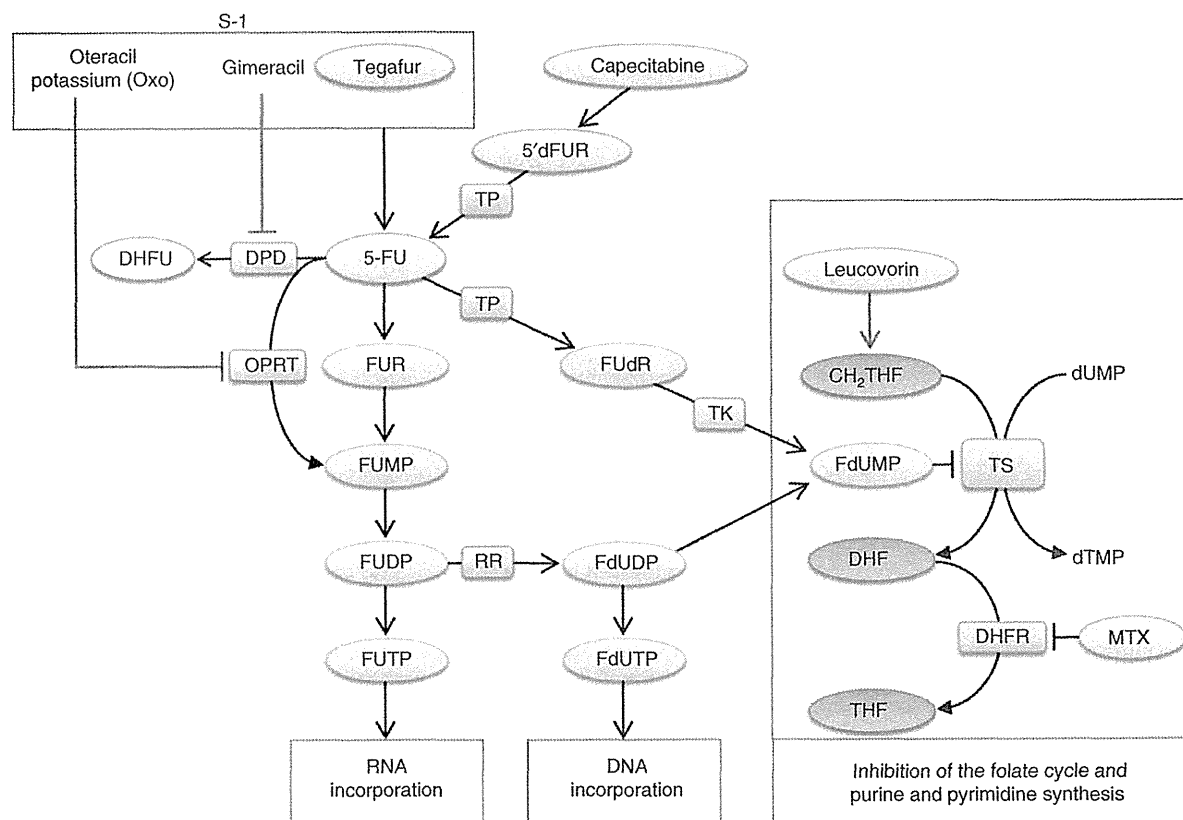 S-1
Oteracil
potassium (Oxo)
Gimeracil
Tegafur
Capecitabine
5′dFUR
TP
DHFU
DPD
5-FU
TP
Leucovorin
OPRT
FUR
FUdR
CH₂THF
dUMP
TK
FUMP
FdUMP
TS
FUDP
RR
FdUDP
DHF
dTMP
FUTP
FdUTP
DHFR
MTX
THF
RNA
incorporation
DNA
incorporation
Inhibition of the folate cycle and
purine and pyrimidine synthesis